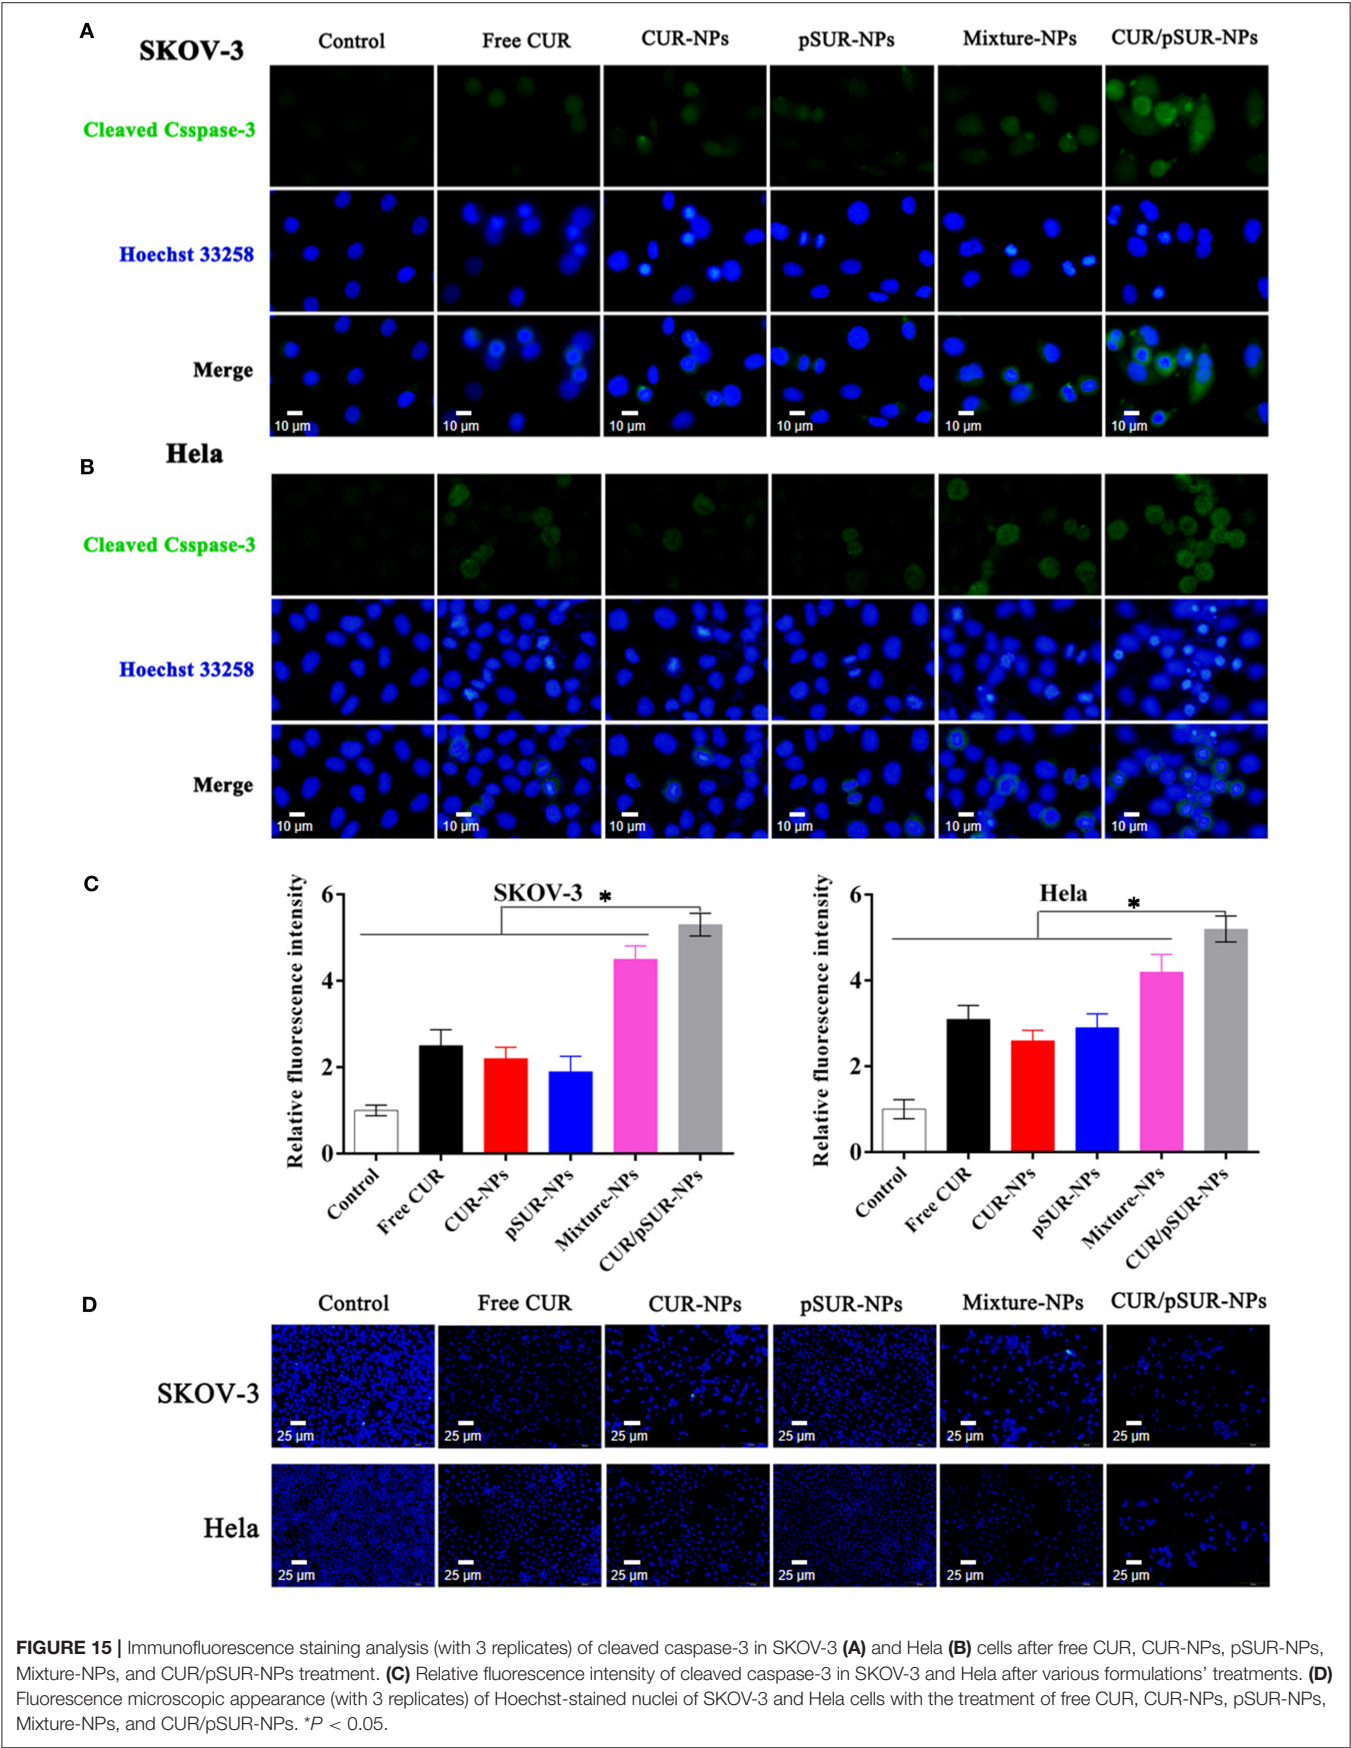 A
SKOV-3
Control Free CUR CUR-NPs pSUR-NPs Mixture-NPs CUR/pSUR-NPs
Cleaved Csspase-3
Hoechst 33258
Merge
10 µm 10 µm 10 µm 10 µm 10 µm 10 µm
Hela
B
Cleaved Csspase-3
Hoechst 33258
Merge
10 µm 10 µm 10 µm 10 µm 10 µm 10 µm
C
SKOV-3
*
Relative fluorescence intensity
6
4
2
0
Control Free CUR CUR-NPs pSUR-NPs Mixture-NPs CUR/pSUR-NPs
Hela
*
Relative fluorescence intensity
6
4
2
0
Control Free CUR CUR-NPs pSUR-NPs Mixture-NPs CUR/pSUR-NPs
D
Control Free CUR CUR-NPs pSUR-NPs Mixture-NPs CUR/pSUR-NPs
SKOV-3
25 µm 25 µm 25 µm 25 µm 25 µm 25 µm
Hela
25 µm 25 µm 25 µm 25 µm 25 µm 25 µm
FIGURE 15 | Immunofluorescence staining analysis (with 3 replicates) of cleaved caspase-3 in SKOV-3 (A) and Hela (B) cells after free CUR, CUR-NPs, pSUR-NPs,
Mixture-NPs, and CUR/pSUR-NPs treatment. (C) Relative fluorescence intensity of cleaved caspase-3 in SKOV-3 and Hela after various formulations' treatments. (D)
Fluorescence microscopic appearance (with 3 replicates) of Hoechst-stained nuclei of SKOV-3 and Hela cells with the treatment of free CUR, CUR-NPs, pSUR-NPs,
Mixture-NPs, and CUR/pSUR-NPs. *P < 0.05.